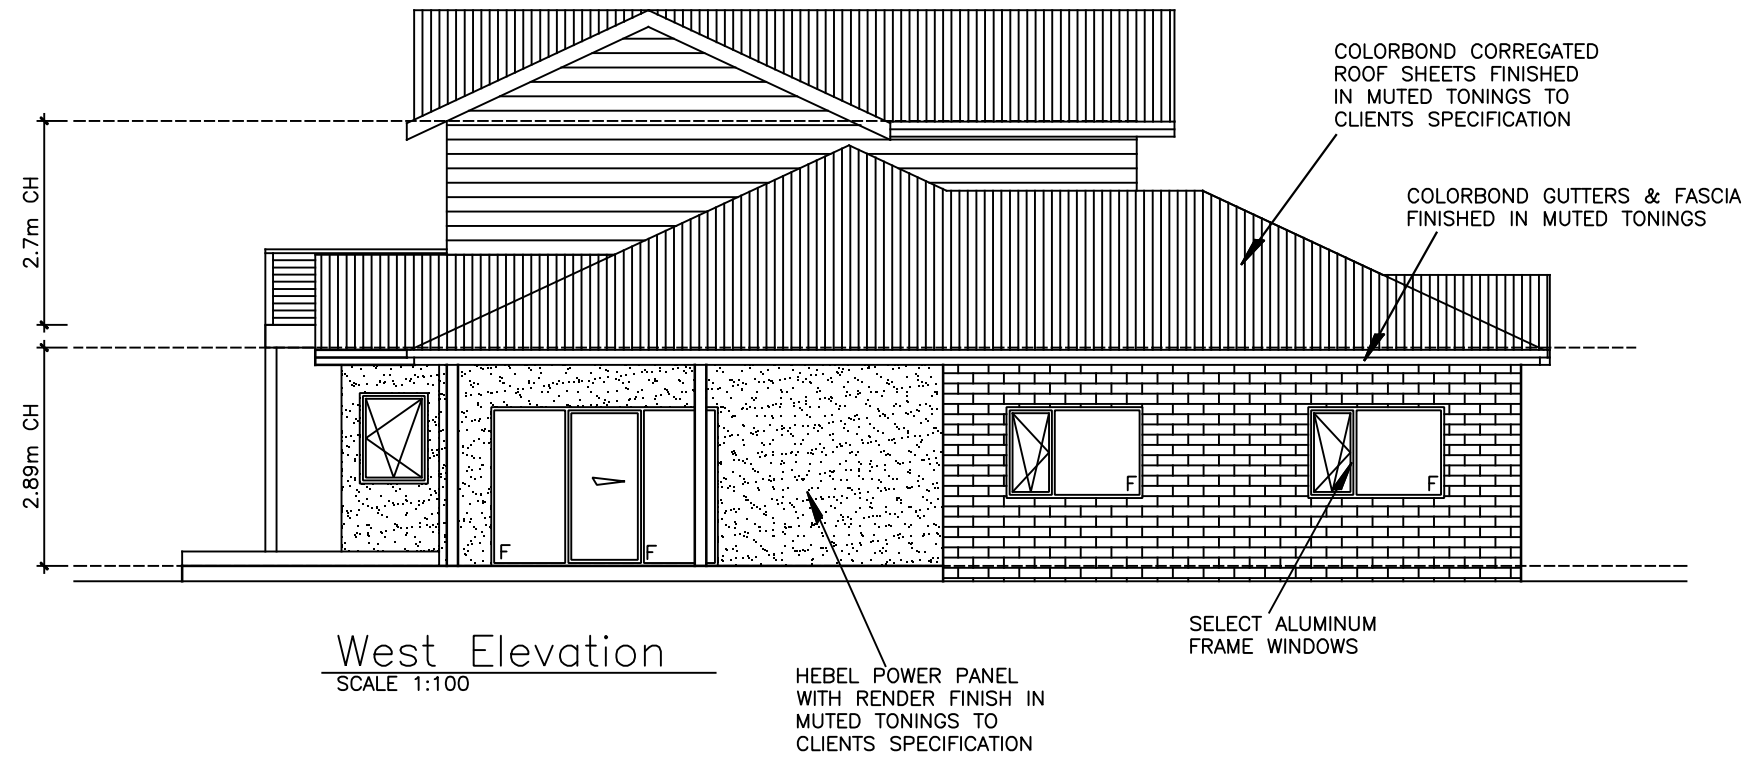 COLORBOND CORREGATED
ROOF SHEETS FINISHED
IN MUTED TONINGS TO
CLIENTS SPECIFICATION
COLORBOND GUTTERS & FASCIA
FINISHED IN MUTED TONINGS
2.7m CH
2.89m CH
F
F
F
F
SELECT ALUMINUM
FRAME WINDOWS
West Elevation
SCALE 1:100
HEBEL POWER PANEL
WITH RENDER FINISH IN
MUTED TONINGS TO
CLIENTS SPECIFICATION